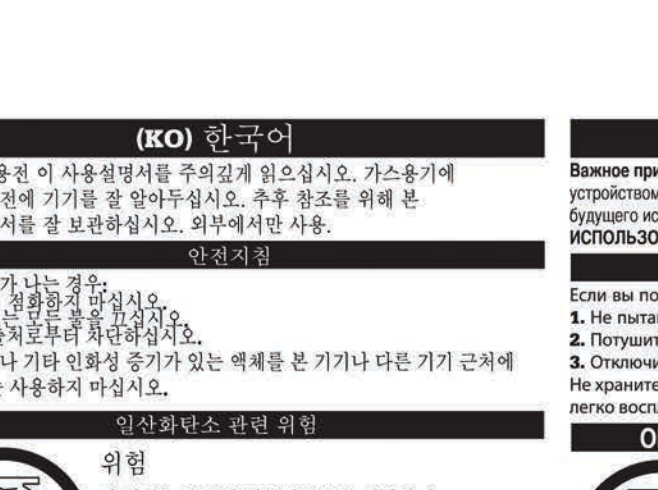 (KO) 한국어
용전 이 사용설명서를 주의깊게 읽으십시오. 가스용기에
전에 기기를 잘 알아두십시오. 추후 참조를 위해 본
서를 잘 보관하십시오. 외부에서만 사용.
안전지침
가 나는 경우:
점화하지 마십시오.
는 모든 불을 끄십시오.
출처로부터 차단하십시오.
나 기타 인화성 증기가 있는 액체를 본 기기나 다른 기기 근처에
사용하지 마십시오.
일산화탄소 관련 위험
위험
Важное при
устройством
будущего ис
ИСПОЛЬЗО
Если вы по
1. Не пыта
2. Потушит
3. Отключи
Не храните
легко воспл
О